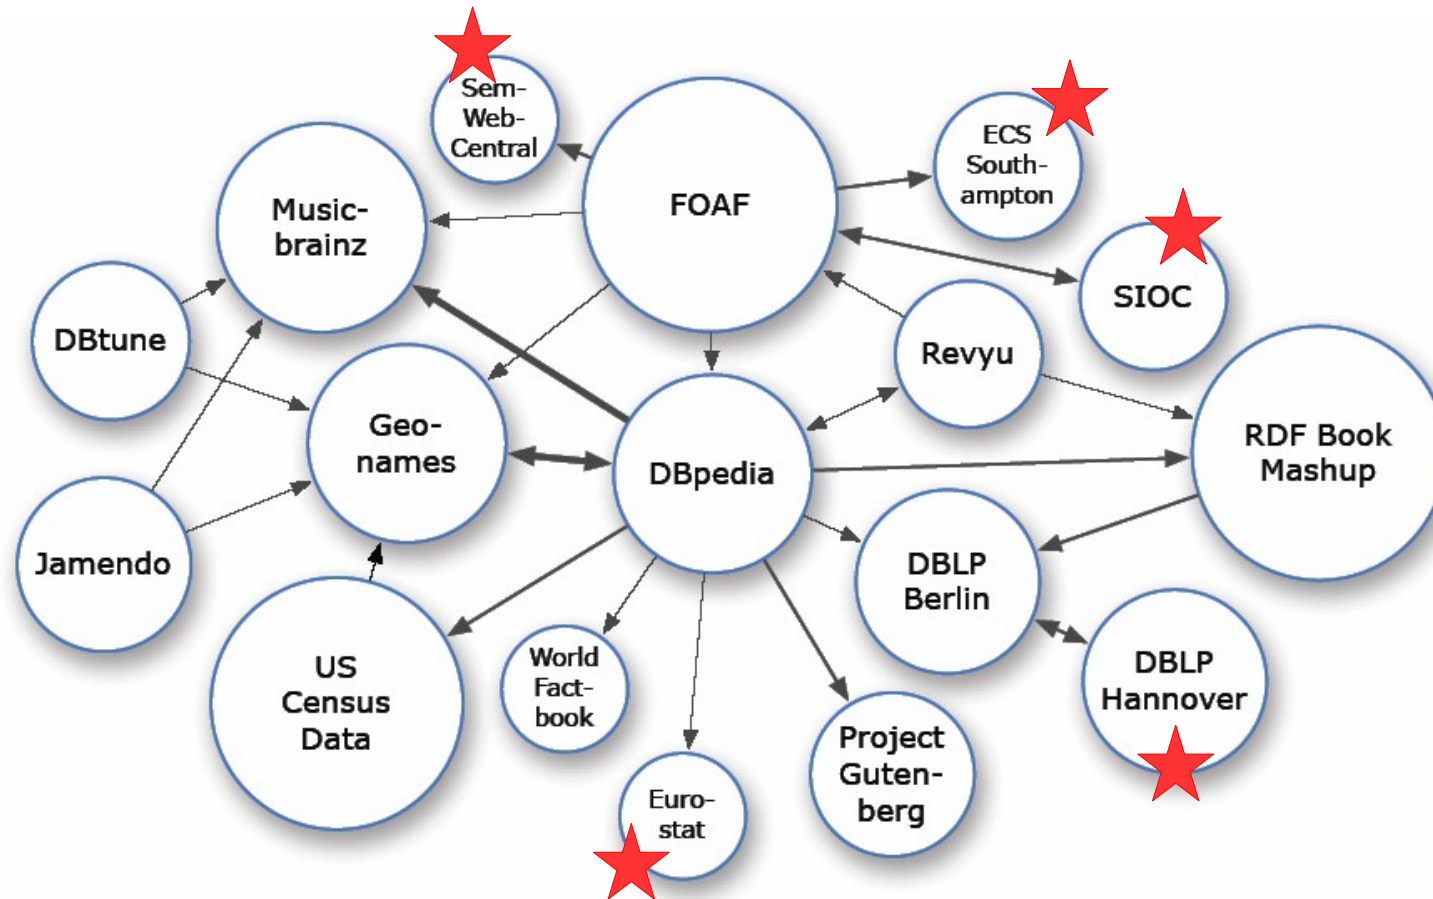 Sem-
Web-
Central
FOAF
ECS
South-
ampton
Music-
brainz
SIOC
DBtune
Revyu
Geo-
names
DBpedia
RDF Book
Mashup
Jamendo
DBLP
Berlin
US
Census
Data
World
Fact-
book
DBLP
Hannover
Project
Guten-
berg
Euro-
stat